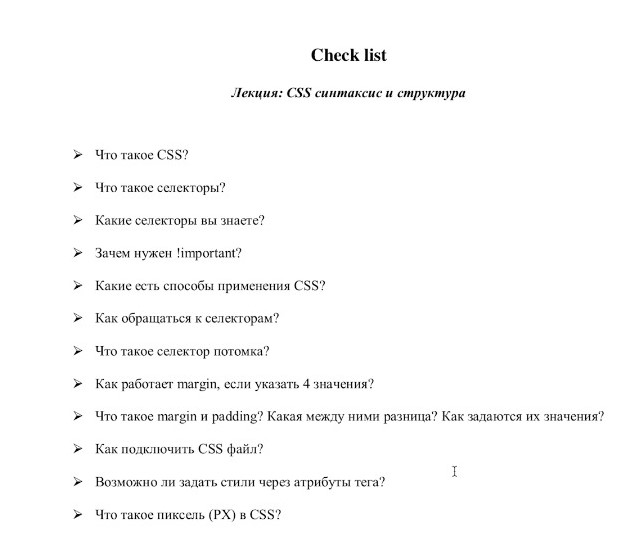 Check list
Лекция: CSS синтаксис и структура
➢ Что такое CSS?
➢ Что такое селекторы?
➢ Какие селекторы вы знаете?
➢ Зачем нужен !important?
➢ Какие есть способы применения CSS?
➢ Как обращаться к селекторам?
➢ Что такое селектор потомка?
➢ Как работает margin, если указать 4 значения?
➢ Что такое margin и padding? Какая между ними разница? Как задаются их значения?
➢ Как подключить CSS файл?
➢ Возможно ли задать стили через атрибуты тега?
➢ Что такое пиксель (PX) в CSS?